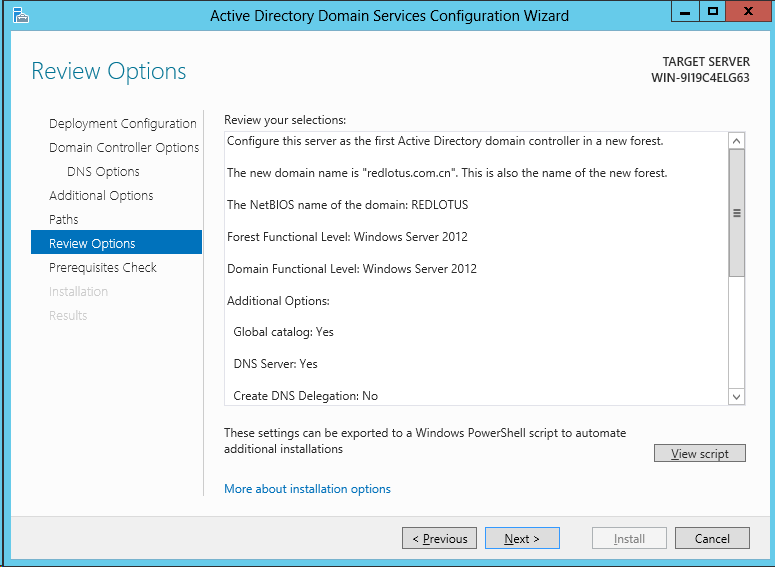 Active Directory Domain Services Configuration Wizard
Review Options
TARGET SERVER
WIN-9I19C4ELG63
Deployment Configuration
Domain Controller Options
DNS Options
Additional Options
Paths
Review Options
Prerequisites Check
Installation
Results
Review your selections:
Configure this server as the first Active Directory domain controller in a new forest.
The new domain name is "redlotus.com.cn". This is also the name of the new forest.
The NetBIOS name of the domain: REDLOTUS
Forest Functional Level: Windows Server 2012
Domain Functional Level: Windows Server 2012
Additional Options:
Global catalog: Yes
DNS Server: Yes
Create DNS Delegation: No
These settings can be exported to a Windows PowerShell script to automate
additional installations
View script
More about installation options
< Previous
Next >
Install
Cancel